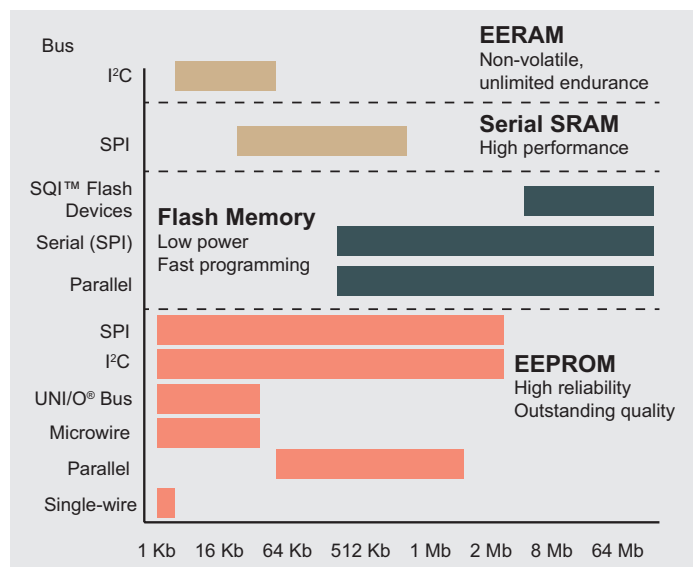 Bus
EERAM
Non-volatile,
unlimited endurance
I²C
Serial SRAM
High performance
SPI
SQI™ Flash
Devices
Flash Memory
Low power
Fast programming
Serial (SPI)
Parallel
SPI
I²C
EEPROM
High reliability
Outstanding quality
UNI/O® Bus
Microwire
Parallel
Single-wire
1 Kb 16 Kb 64 Kb 512 Kb 1 Mb 2 Mb 8 Mb 64 Mb